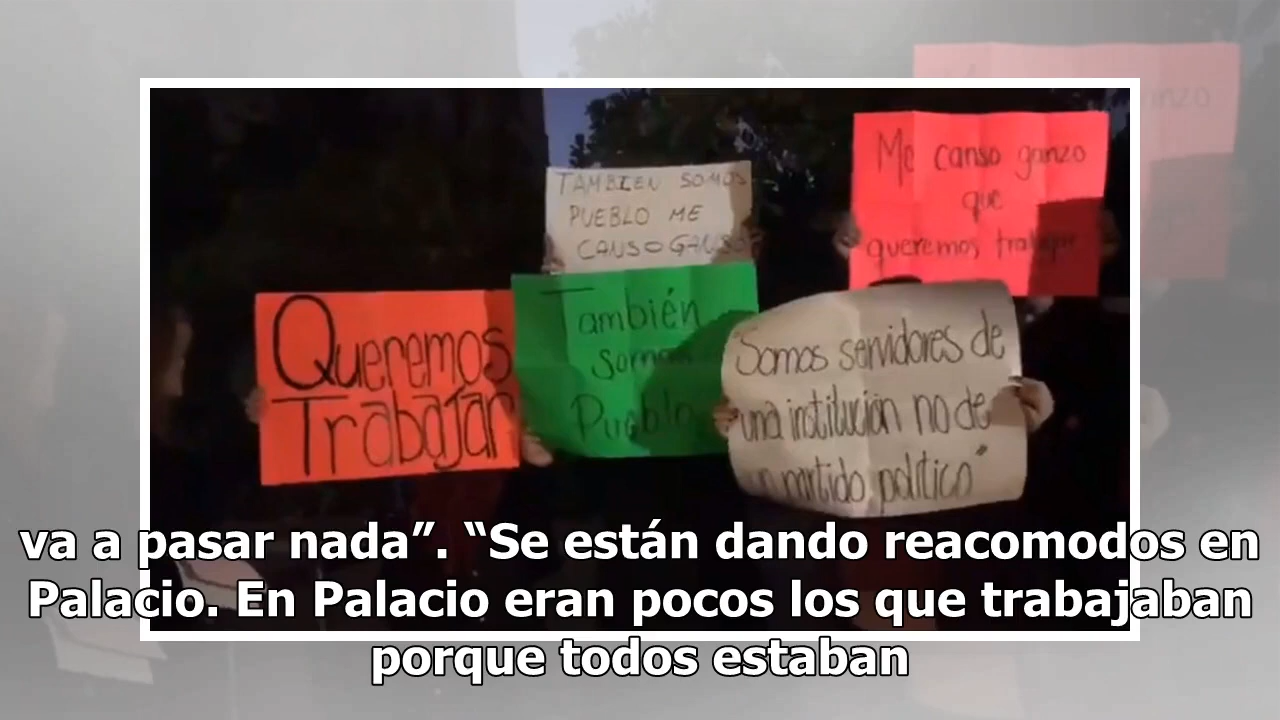 TAMBIEN SOMOS
PUEBLO ME
CANSO GANSO
Me canso ganzo
que
queremos trabajar
Queremos
Trabajar
También
somos
Pueblo
"Somos servidores de
una institución no de
un partido político"
va a pasar nada”. “Se están dando reacomodos en
Palacio. En Palacio eran pocos los que trabajaban
porque todos estaban